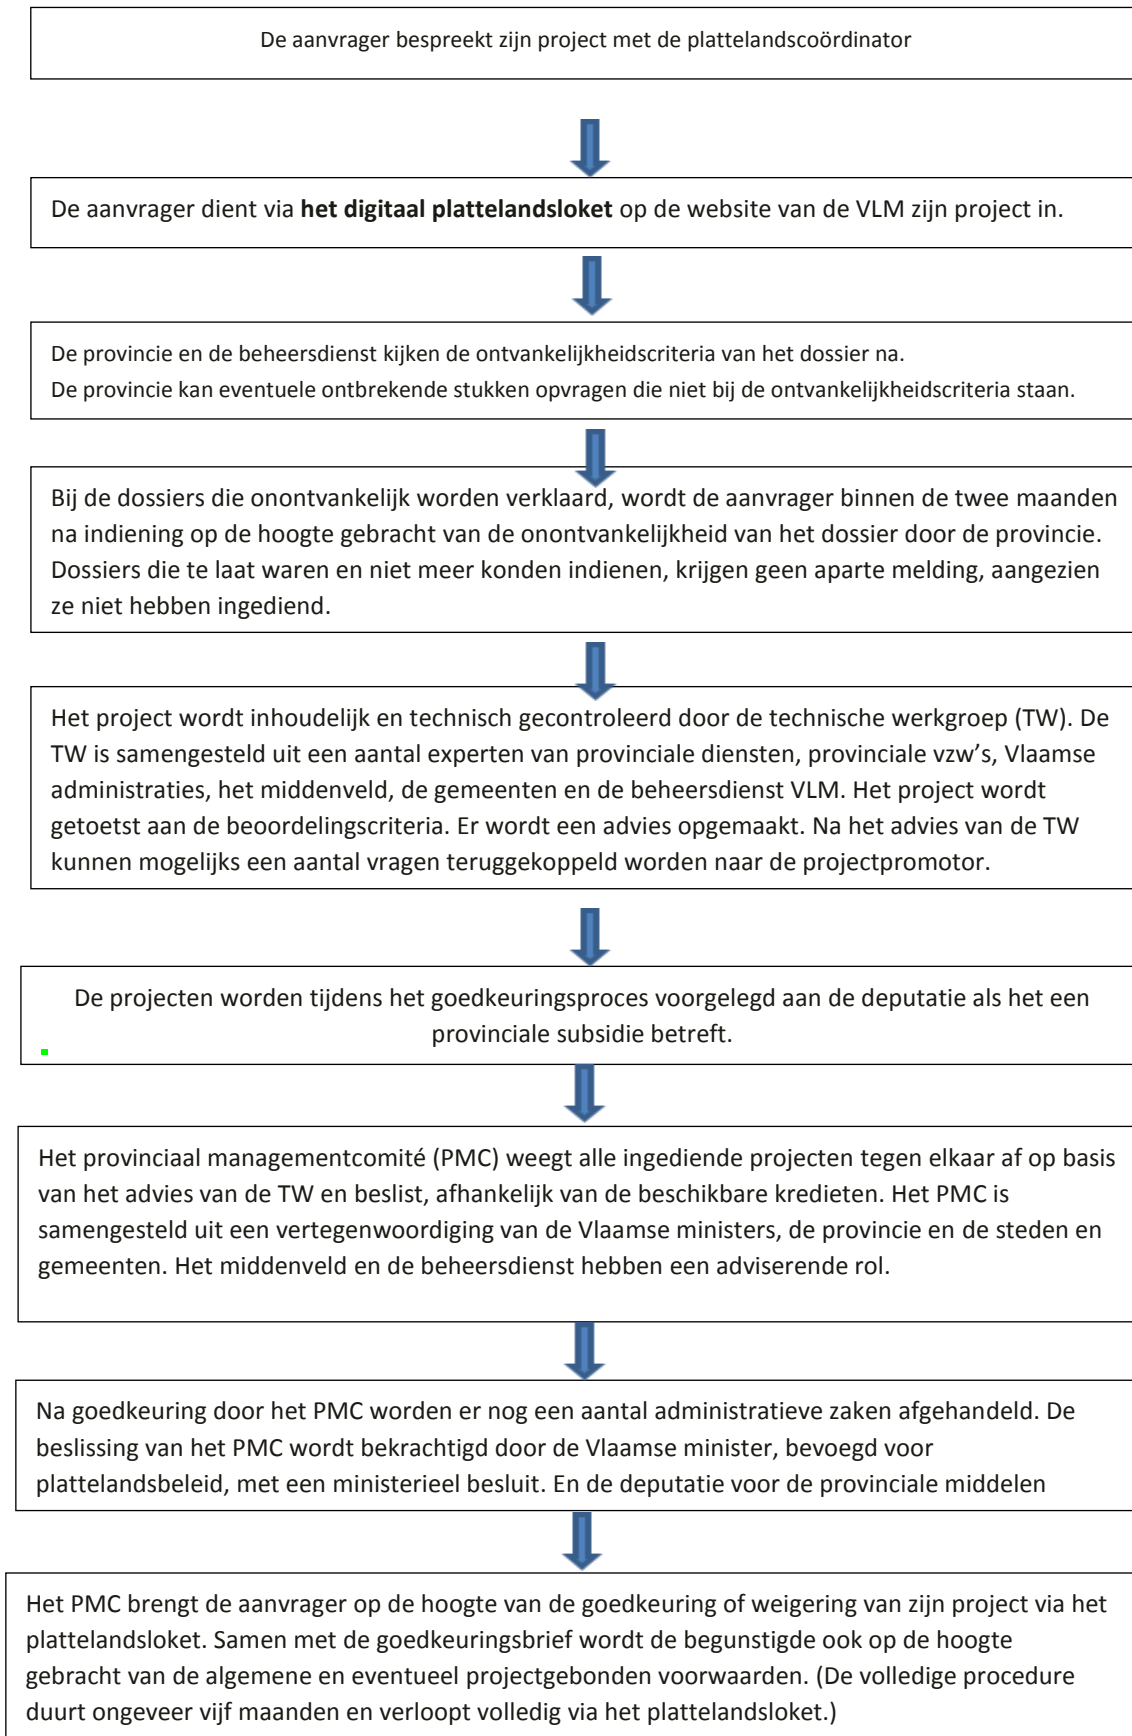 De aanvrager bespreekt zijn project met de plattelandscoördinator
De aanvrager dient via het digitaal plattelandsloket op de website van de VLM zijn project in.
De provincie en de beheersdienst kijken de ontvankelijkheidscriteria van het dossier na.
De provincie kan eventuele ontbrekende stukken opvragen die niet bij de ontvankelijkheidscriteria staan.
Bij de dossiers die onontvankelijk worden verklaard, wordt de aanvrager binnen de twee maanden
na indiening op de hoogte gebracht van de onontvankelijkheid van het dossier door de provincie.
Dossiers die te laat waren en niet meer konden indienen, krijgen geen aparte melding, aangezien
ze niet hebben ingediend.
Het project wordt inhoudelijk en technisch gecontroleerd door de technische werkgroep (TW). De
TW is samengesteld uit een aantal experten van provinciale diensten, provinciale vzw’s, Vlaamse
administraties, het middenveld, de gemeenten en de beheersdienst VLM. Het project wordt
getoetst aan de beoordelingscriteria. Er wordt een advies opgemaakt. Na het advies van de TW
kunnen mogelijks een aantal vragen teruggekoppeld worden naar de projectpromotor.
De projecten worden tijdens het goedkeuringsproces voorgelegd aan de deputatie als het een
provinciale subsidie betreft.
Het provinciaal managementcomité (PMC) weegt alle ingediende projecten tegen elkaar af op basis
van het advies van de TW en beslist, afhankelijk van de beschikbare kredieten. Het PMC is
samengesteld uit een vertegenwoordiging van de Vlaamse ministers, de provincie en de steden en
gemeenten. Het middenveld en de beheersdienst hebben een adviserende rol.
Na goedkeuring door het PMC worden er nog een aantal administratieve zaken afgehandeld. De
beslissing van het PMC wordt bekrachtigd door de Vlaamse minister, bevoegd voor
plattelandsbeleid, met een ministerieel besluit. En de deputatie voor de provinciale middelen
Het PMC brengt de aanvrager op de hoogte van de goedkeuring of weigering van zijn project via het
plattelandsloket. Samen met de goedkeuringsbrief wordt de begunstigde ook op de hoogte
gebracht van de algemene en eventueel projectgebonden voorwaarden. (De volledige procedure
duurt ongeveer vijf maanden en verloopt volledig via het plattelandsloket.)